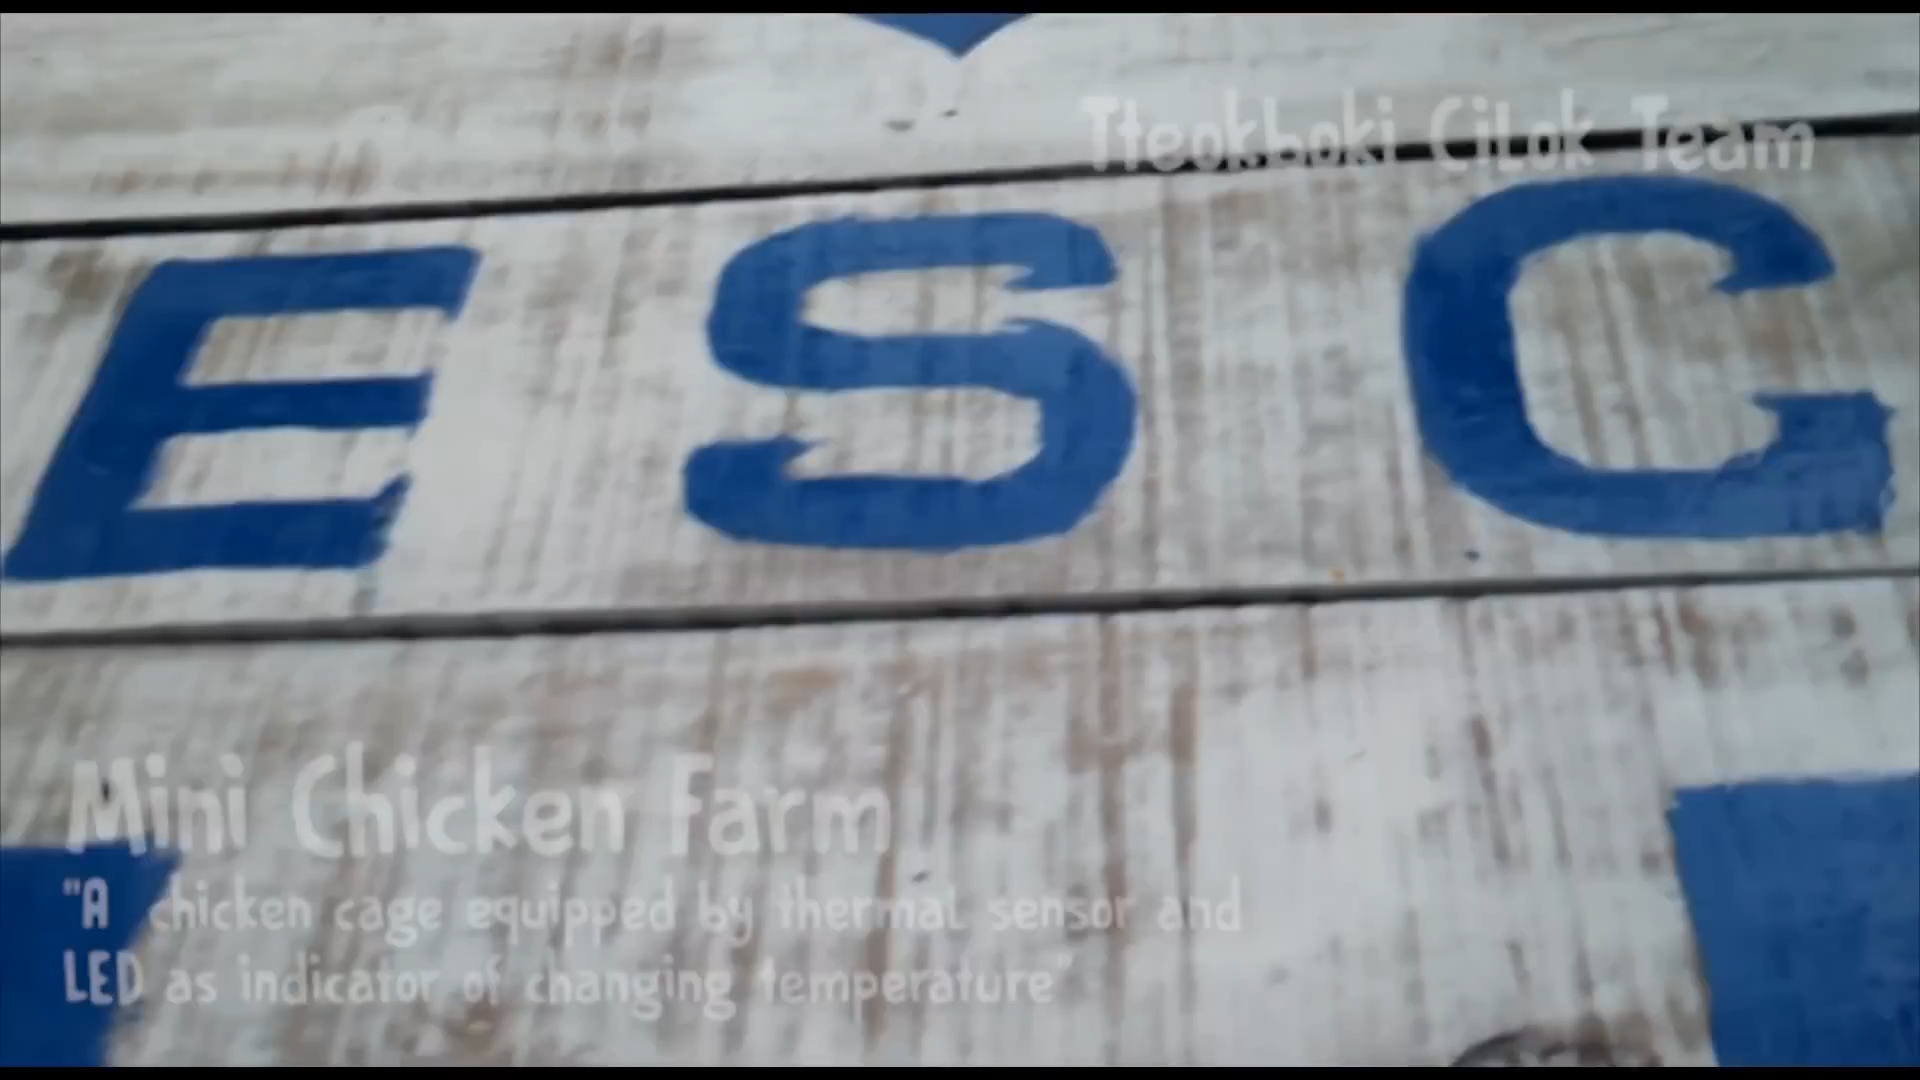 Tteokboki CiLok Team
ESC
Mini Chicken Farm
"A chicken cage equipped by thermal sensor and
LED as indicator of changing temperature"